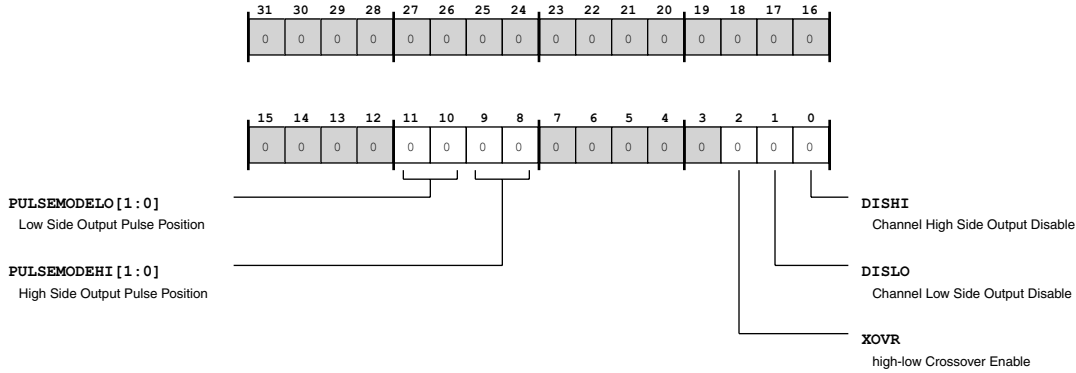 31 30 29 28 27 26 25 24 23 22 21 20 19 18 17 16
0 0 0 0 0 0 0 0 0 0 0 0 0 0 0 0
15 14 13 12 11 10 9 8 7 6 5 4 3 2 1 0
0 0 0 0 0 0 0 0 0 0 0 0 0 0 0 0
PULSEMODELO[1:0]
Low Side Output Pulse Position
PULSEMODEHI[1:0]
High Side Output Pulse Position
DISHI
Channel High Side Output Disable
DISLO
Channel Low Side Output Disable
XOVR
high-low Crossover Enable